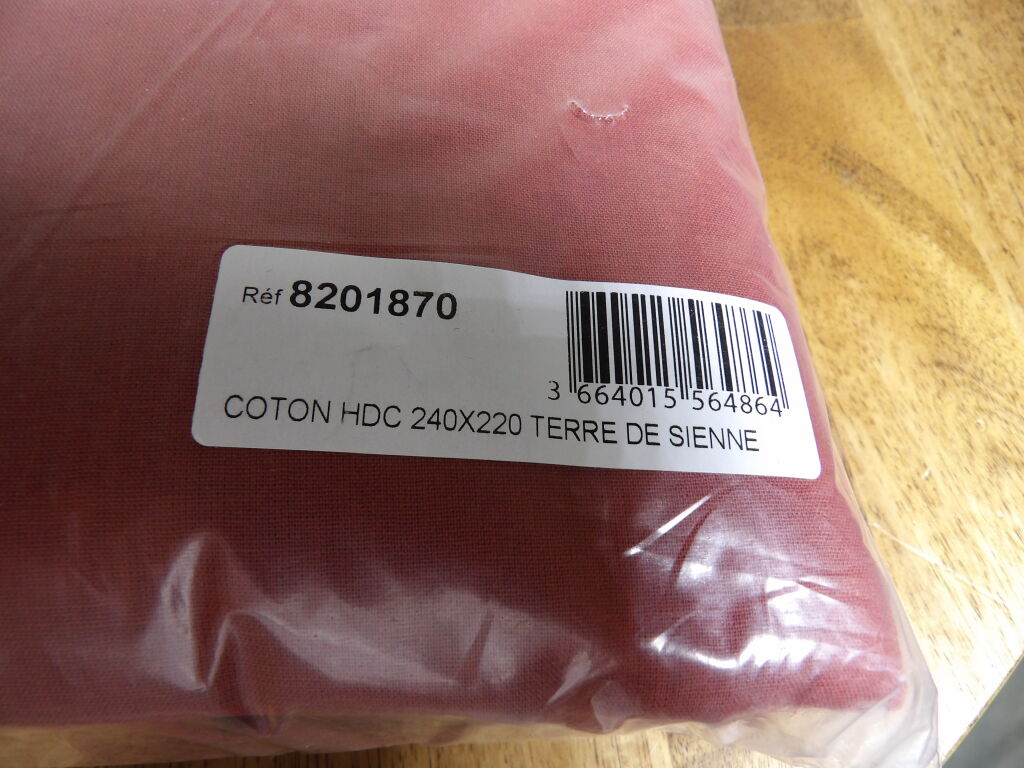 Réf 8201870
3 664015 564864
COTON HDC 240X220 TERRE DE SIENNE